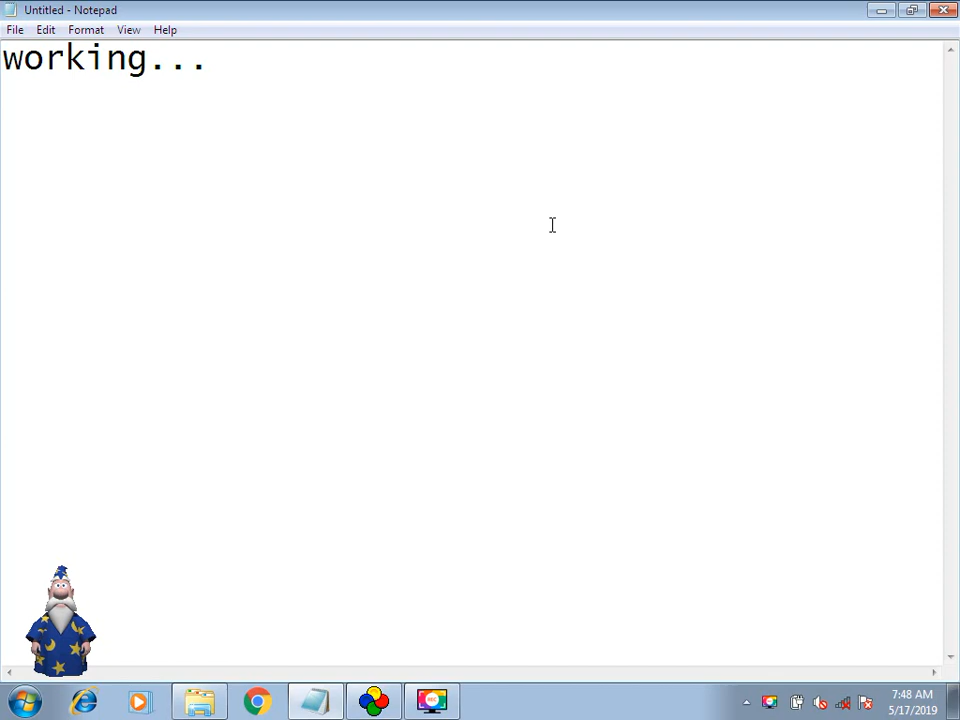 Untitled - Notepad
File Edit Format View Help
working...
7:48 AM
5/17/2019